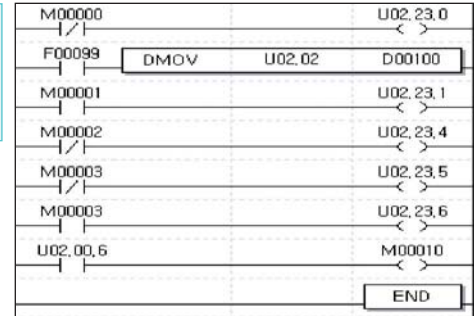 M00000 U02,23,0
F00099 DMOV U02,02 D00100
M00001 U02,23,1
M00002 U02,23,4
M00003 U02,23,5
M00003 U02,23,6
U02,00,6 M00010
END